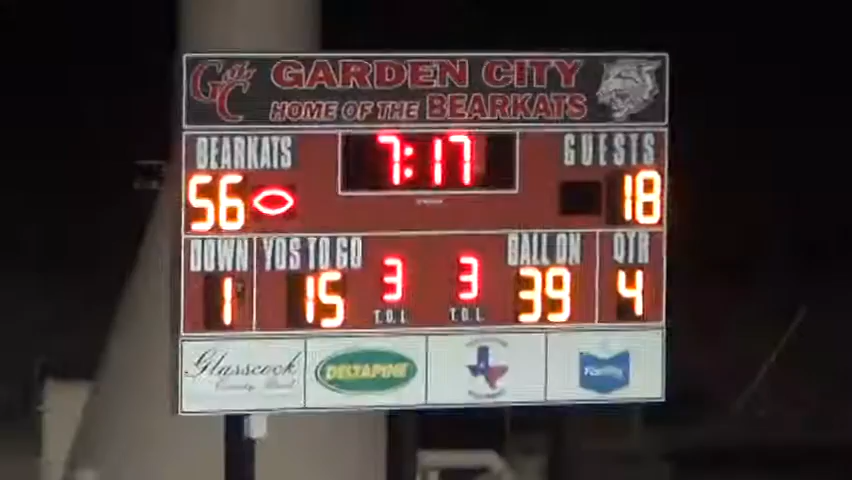 GC GARDEN CITY
HOME OF THE BEARKATS
BEARKATS 7:17 GUESTS
56 18
DOWN YDS TO GO 3 3 BALL ON QTR
1 15 T.O.L T.O.L 39 4
Glasscock
DELTAPINE